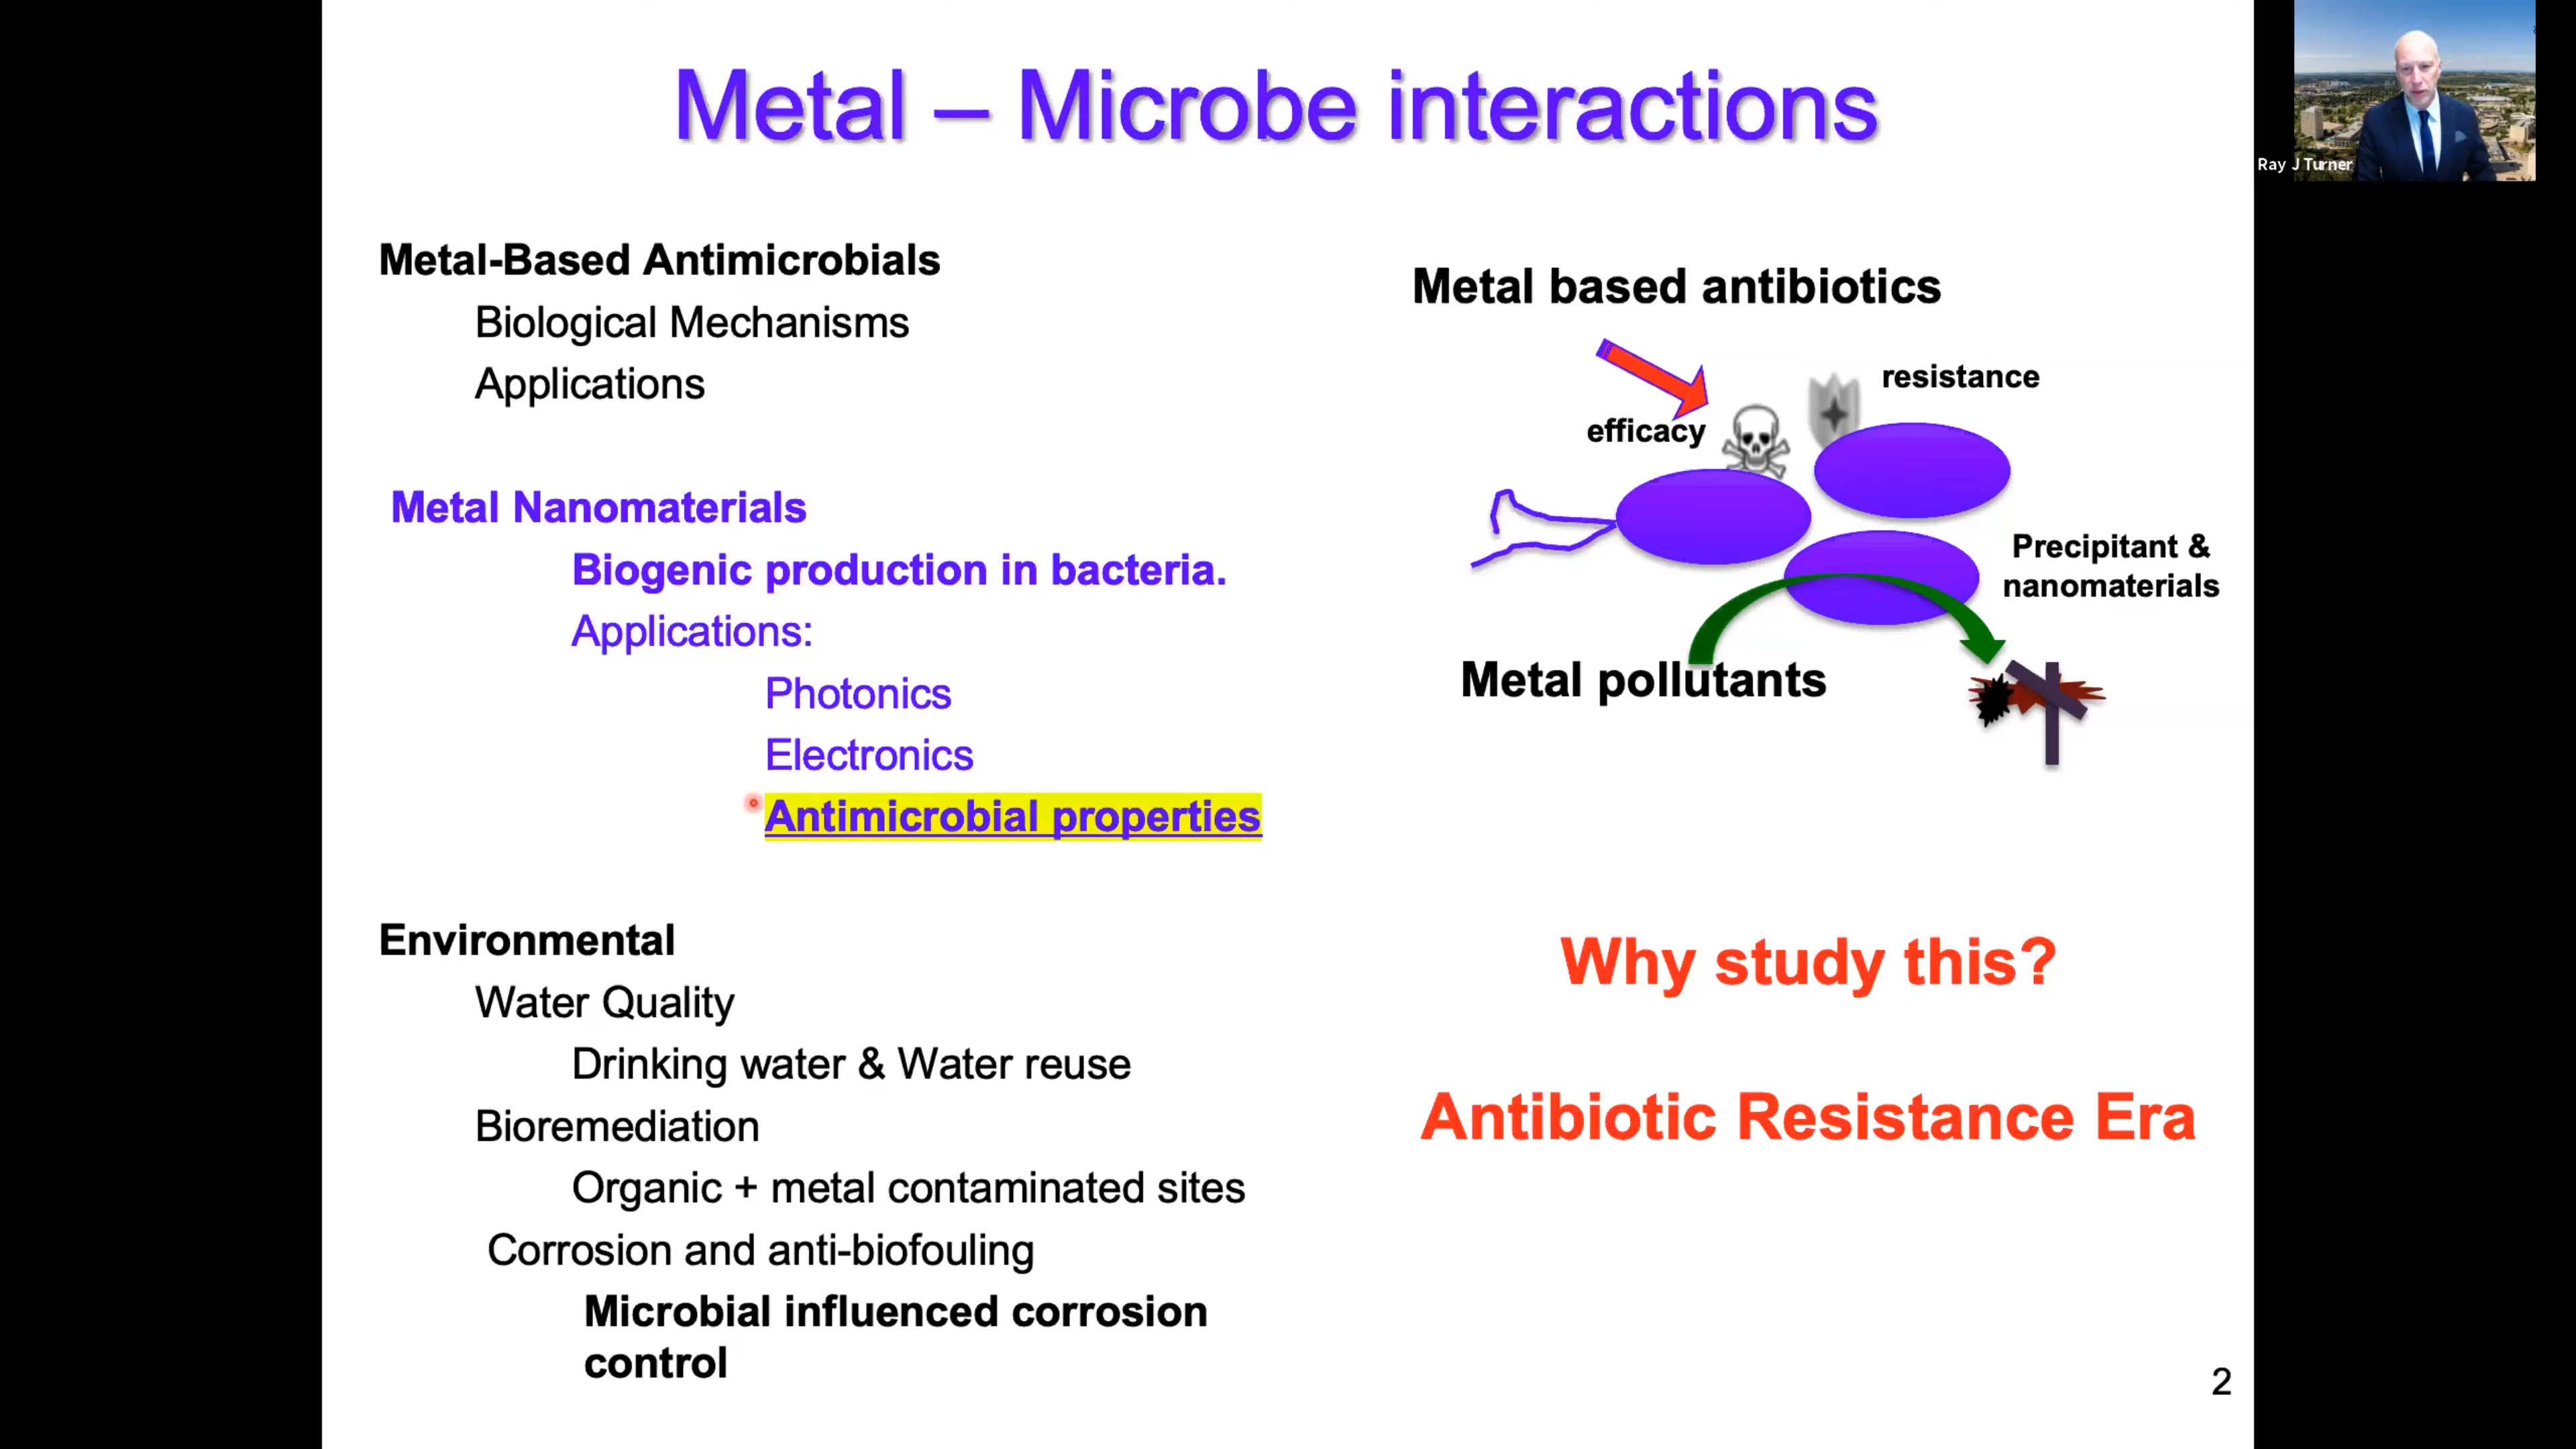 Metal – Microbe interactions
Ray J Turner
Metal-Based Antimicrobials
Biological Mechanisms
Applications
Metal Nanomaterials
Biogenic production in bacteria.
Applications:
Photonics
Electronics
Antimicrobial properties
Environmental
Water Quality
Drinking water & Water reuse
Bioremediation
Organic + metal contaminated sites
Corrosion and anti-biofouling
Microbial influenced corrosion
control
Metal based antibiotics
resistance
efficacy
Precipitant &
nanomaterials
Metal pollutants
Why study this?
Antibiotic Resistance Era
2